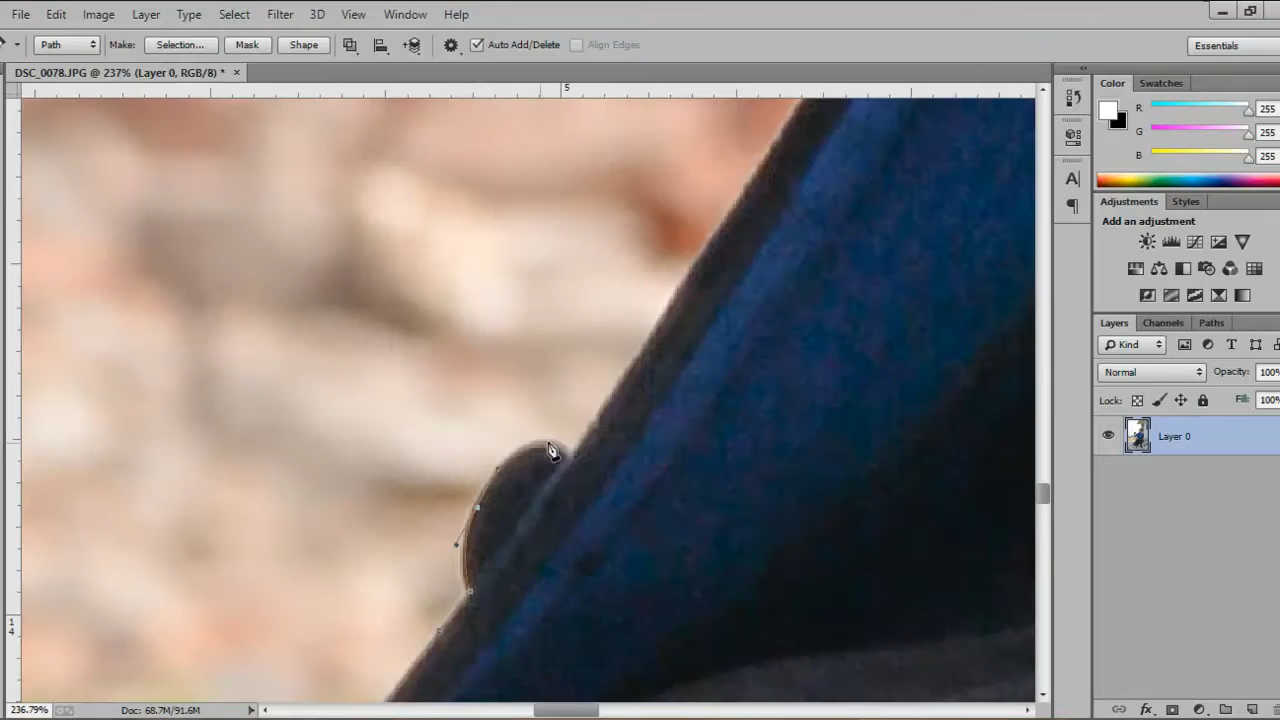 File Edit Image Layer Type Select Filter 3D View Window Help
Path Make: Selection... Mask Shape Auto Add/Delete Align Edges Essentials
DSC_0078.JPG @ 237% (Layer 0, RGB/8) * ×
5
Color Swatches
R: 255
G: 255
B: 255
Adjustments Styles
Add an adjustment
Layers Channels Paths
Kind
Normal Opacity: 100%
Lock: Fill: 100%
Layer 0
1
4
236.79% Doc: 68.7M/91.6M